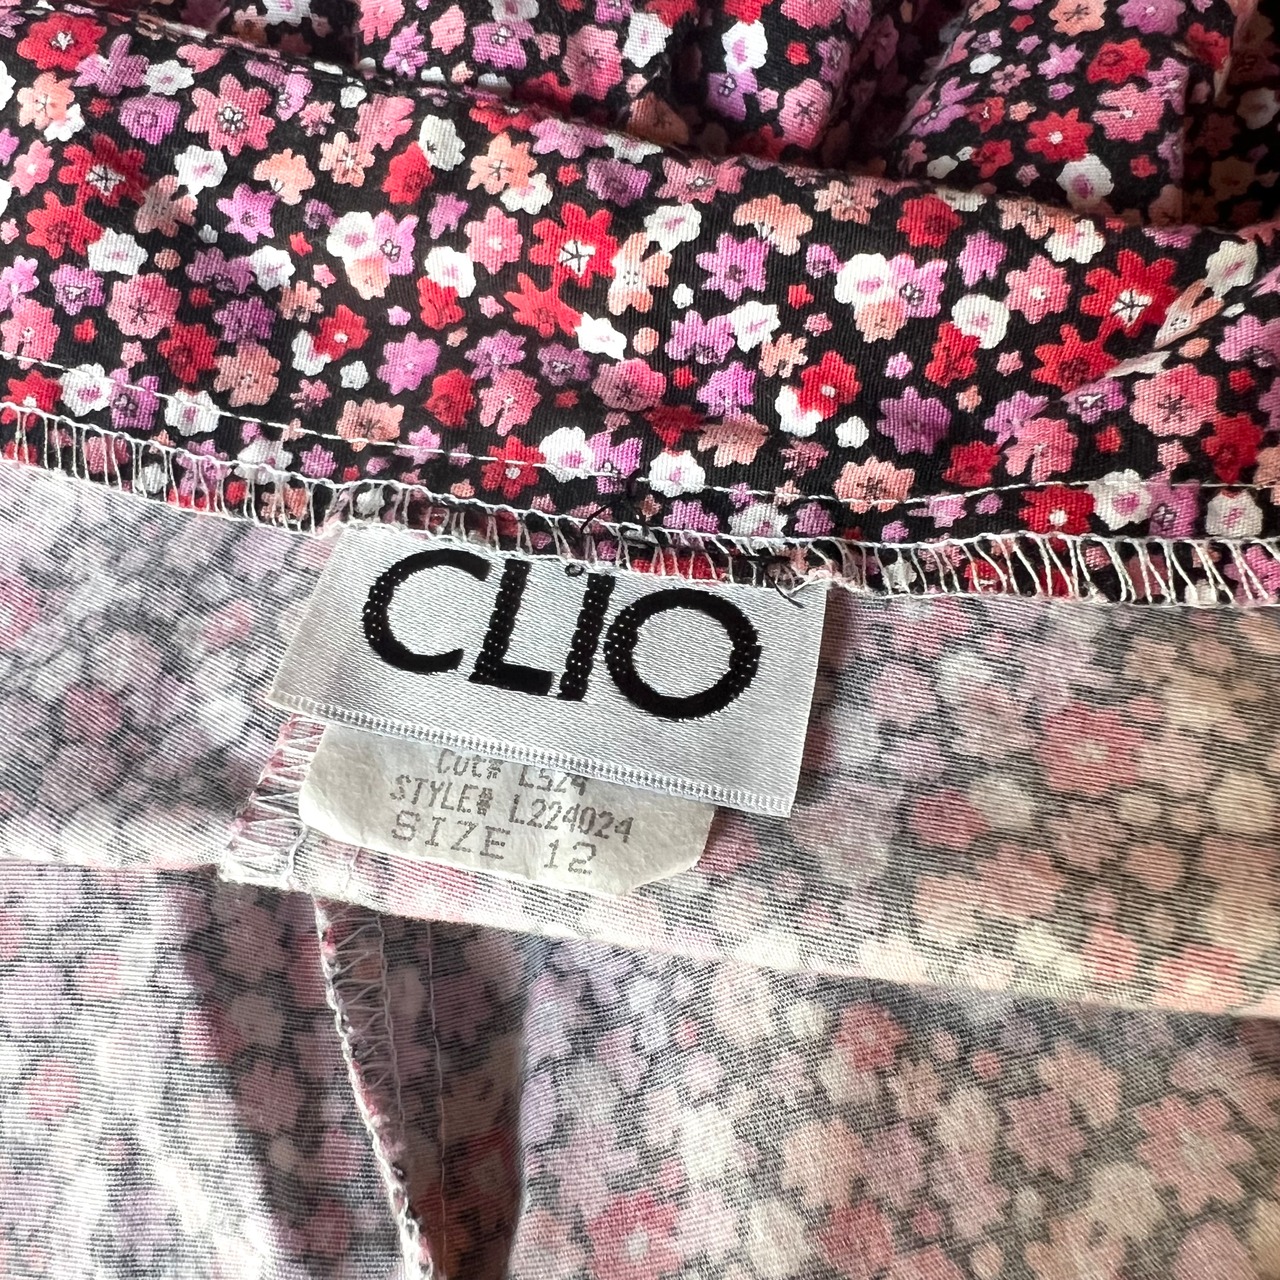 CLIO
Cut# L524
STYLE# L224024
SIZE 12